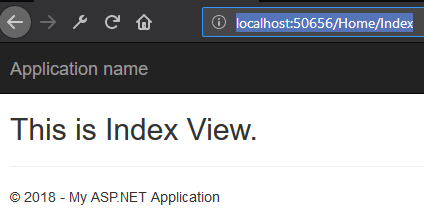 localhost:50656/Home/Index
Application name
This is Index View.
© 2018 - My ASP.NET Application